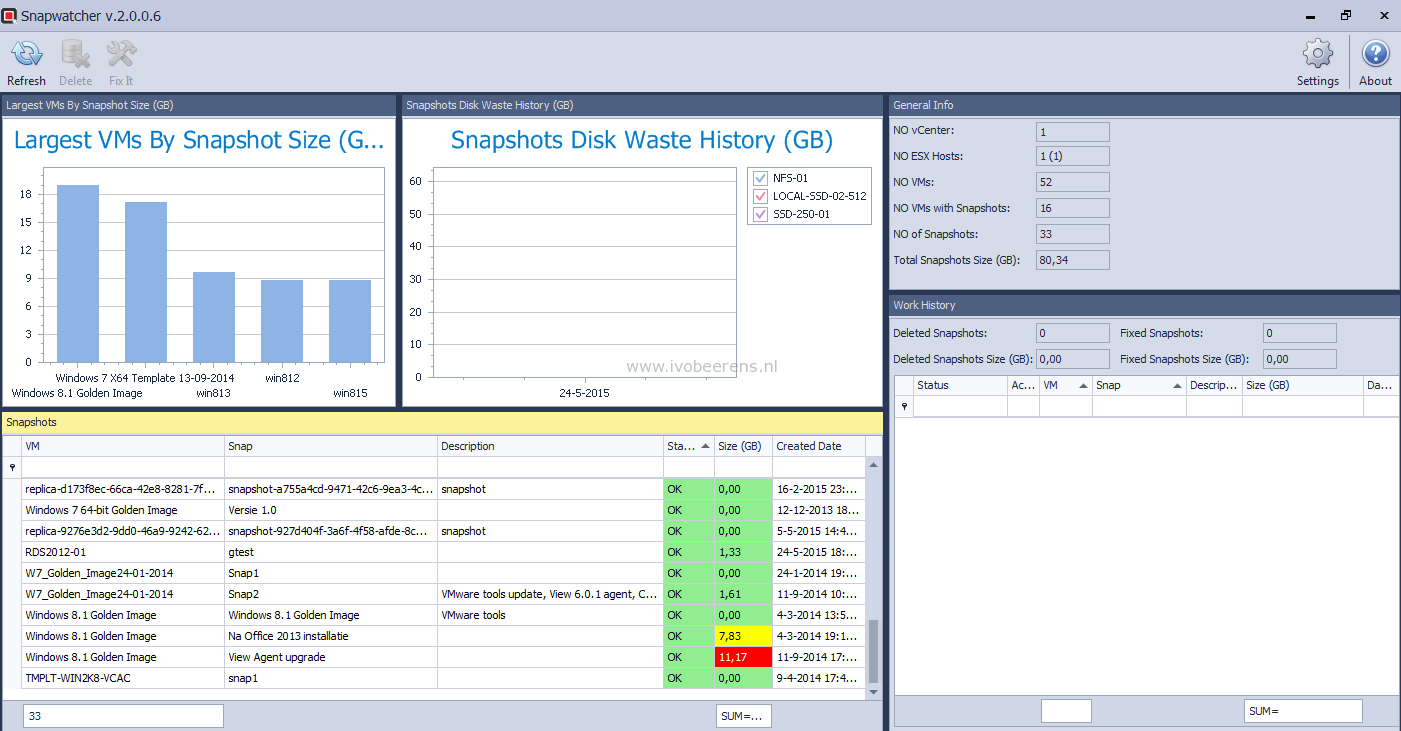 Snapwatcher v.2.0.0.6
Refresh Delete Fix It Settings About
Largest VMs By Snapshot Size (GB)
Largest VMs By Snapshot Size (G...
18
15
12
9
6
3
0
Windows 7 X64 Template 13-09-2014 win812
Windows 8.1 Golden Image win813 win815
Snapshots Disk Waste History (GB)
Snapshots Disk Waste History (GB)
60
50
40
30
20
10
0
24-5-2015
NFS-01
LOCAL-SSD-02-512
SSD-250-01
www.ivobeerens.nl
General Info
NO vCenter: 1
NO ESX Hosts: 1 (1)
NO VMs: 52
NO VMs with Snapshots: 16
NO of Snapshots: 33
Total Snapshots Size (GB): 80,34
Work History
Deleted Snapshots: 0 Fixed Snapshots: 0
Deleted Snapshots Size (GB): 0,00 Fixed Snapshots Size (GB): 0,00
Status Ac... VM Snap Descrip... Size (GB) Da...
SUM=
Snapshots
VM Snap Description Sta... Size (GB) Created Date
replica-d173f8ec-66ca-42e8-8281-7f... snapshot-a755a4cd-9471-42c6-9ea3-4c... snapshot OK 0,00 16-2-2015 23:...
Windows 7 64-bit Golden Image Versie 1.0 OK 0,00 12-12-2013 18...
replica-9276e3d2-9dd0-46a9-9242-62... snapshot-927d404f-3a6f-4f58-afde-8c... snapshot OK 0,00 5-5-2015 14:4...
RDS2012-01 gtest OK 1,33 24-5-2015 18:...
W7_Golden_Image24-01-2014 Snap1 OK 0,00 24-1-2014 19:...
W7_Golden_Image24-01-2014 Snap2 VMware tools update, View 6.0.1 agent, C... OK 1,61 11-9-2014 10:...
Windows 8.1 Golden Image Windows 8.1 Golden Image VMware tools OK 0,00 4-3-2014 13:5...
Windows 8.1 Golden Image Na Office 2013 installatie OK 7,83 4-3-2014 19:1...
Windows 8.1 Golden Image View Agent upgrade OK 11,17 11-9-2014 17:...
TMPLT-WIN2K8-VCAC snap1 OK 0,00 9-4-2014 17:4...
33 SUM=...